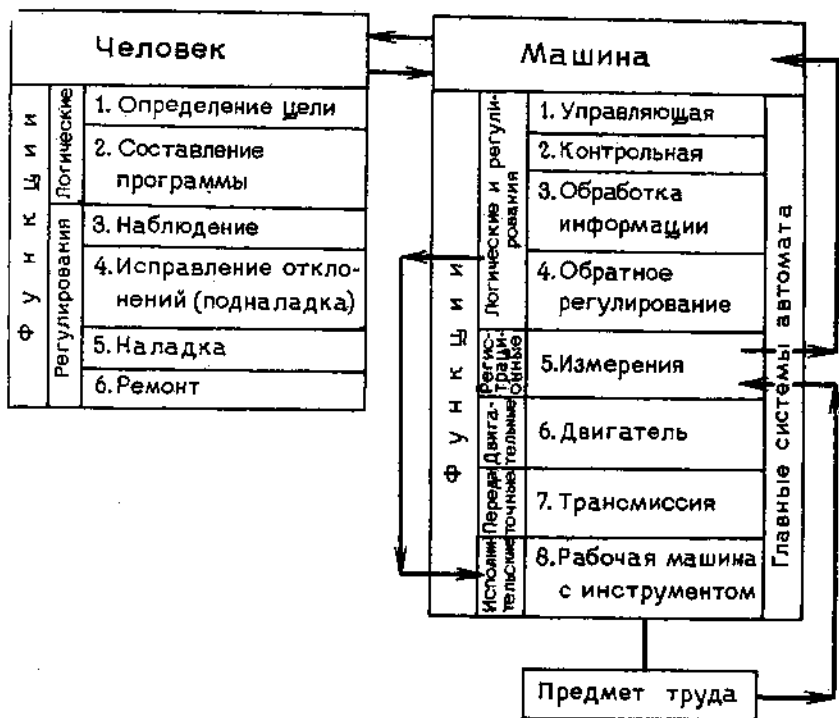 Человек
Функции
Логические
1. Определение цели
2. Составление
программы
Регулирования
3. Наблюдение
4. Исправление откло-
нений (подналадка)
5. Наладка
6. Ремонт
Машина
Функции
Логические и регули-
рования
1. Управляющая
2. Контрольная
3. Обработка
информации
4. Обратное
регулирование
Регис-
трацi-
онные
5. Измерения
Двига-
тельные
6. Двигатель
Переда
точные
7. Трансмиссия
Исполни
тельские
8. Рабочая машина
с инструментом
Главные системы автомата
Предмет труда